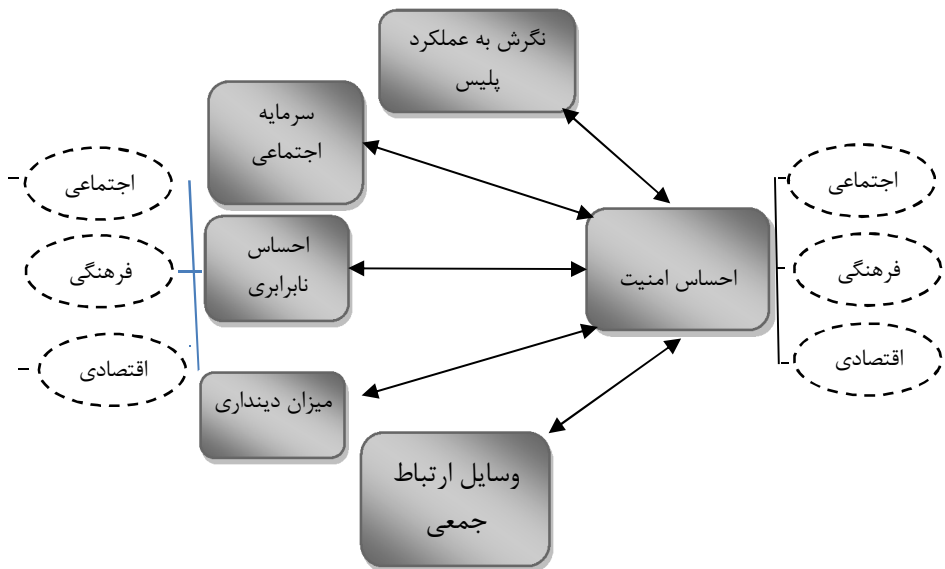 نگرش به عملکرد
پلیس
سرمایه
اجتماعی
احساس
نابرابری
میزان دینداری
وسایل ارتباط
جمعی
احساس امنیت
اجتماعی
فرهنگی
اقتصادی
اجتماعی
فرهنگی
اقتصادی